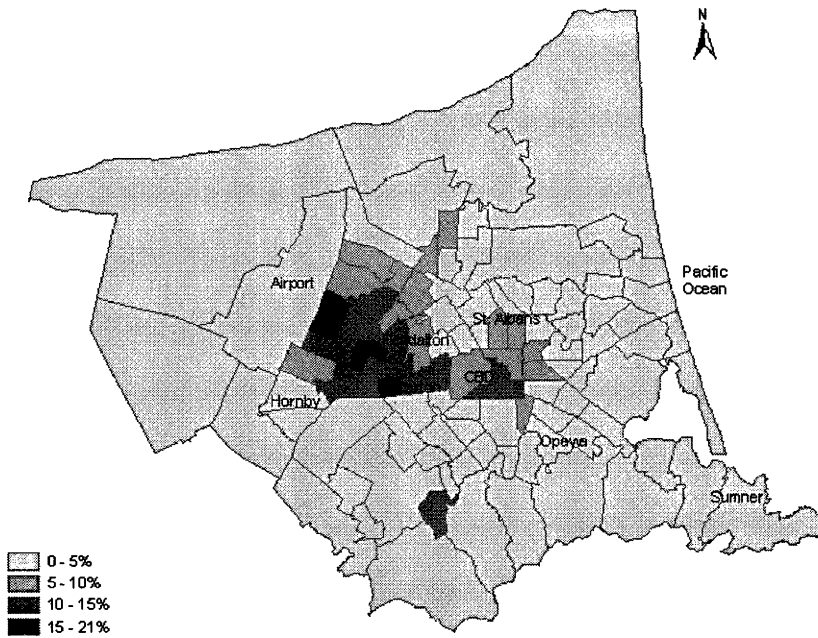 N
Pacific
Ocean
Airport
St. Albans
CBD
Hornby
Opawa
Sumner
0 - 5%
5 - 10%
10 - 15%
15 - 21%